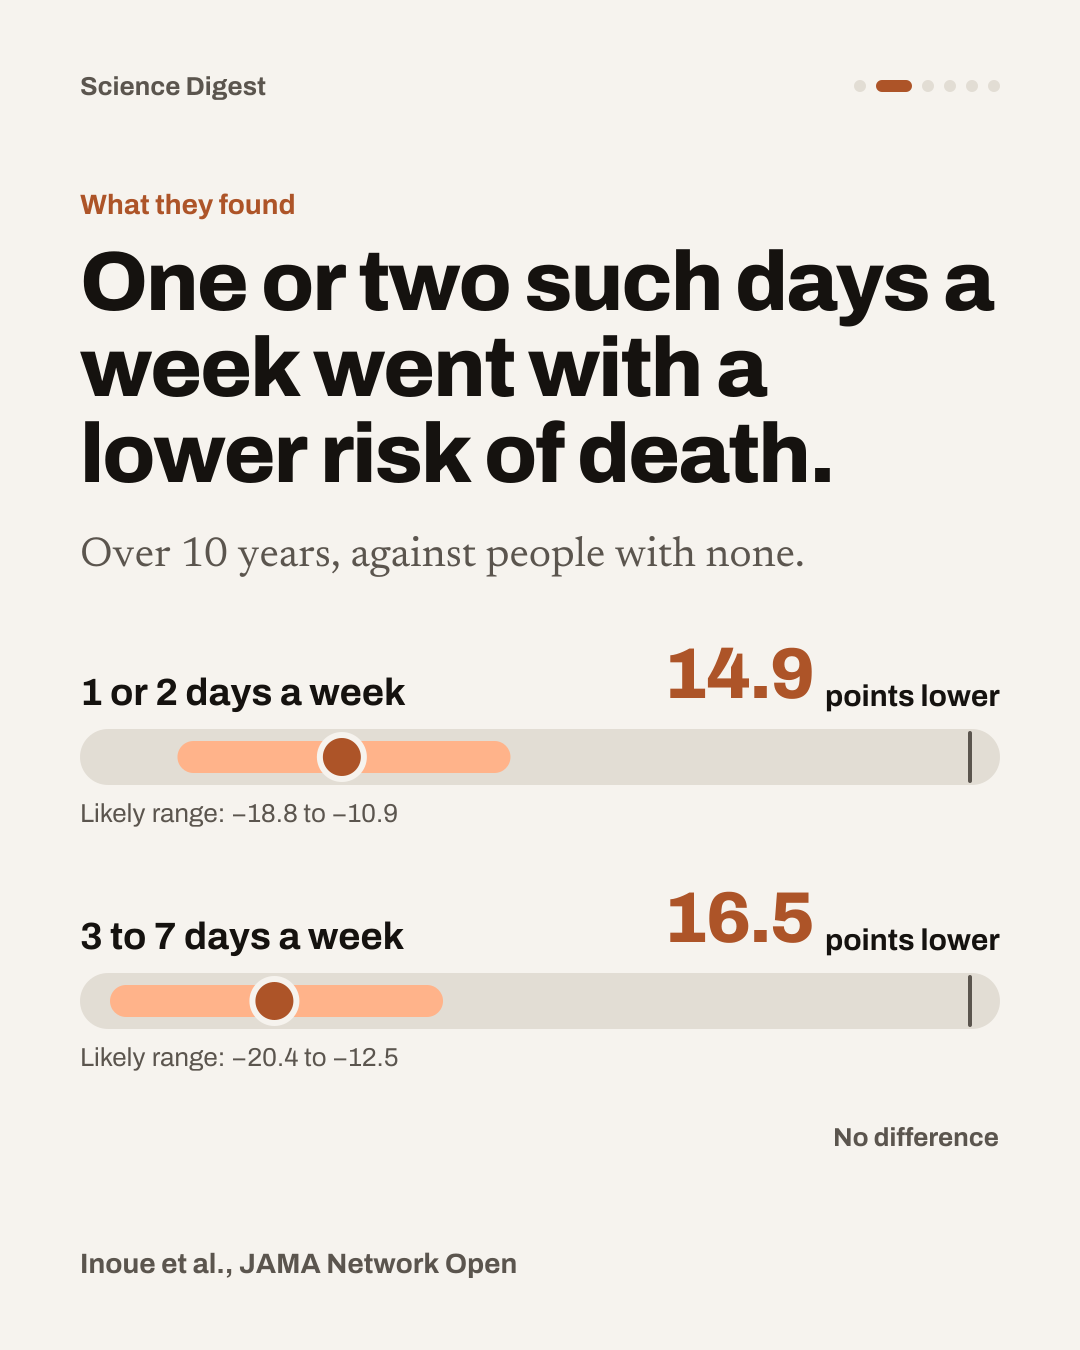 Science Digest
What they found
One or two such days a
week went with a
lower risk of death.
Over 10 years, against people with none.
1 or 2 days a week
14.9 points lower
Likely range: −18.8 to −10.9
3 to 7 days a week
16.5 points lower
Likely range: −20.4 to −12.5
No difference
Inoue et al., JAMA Network Open